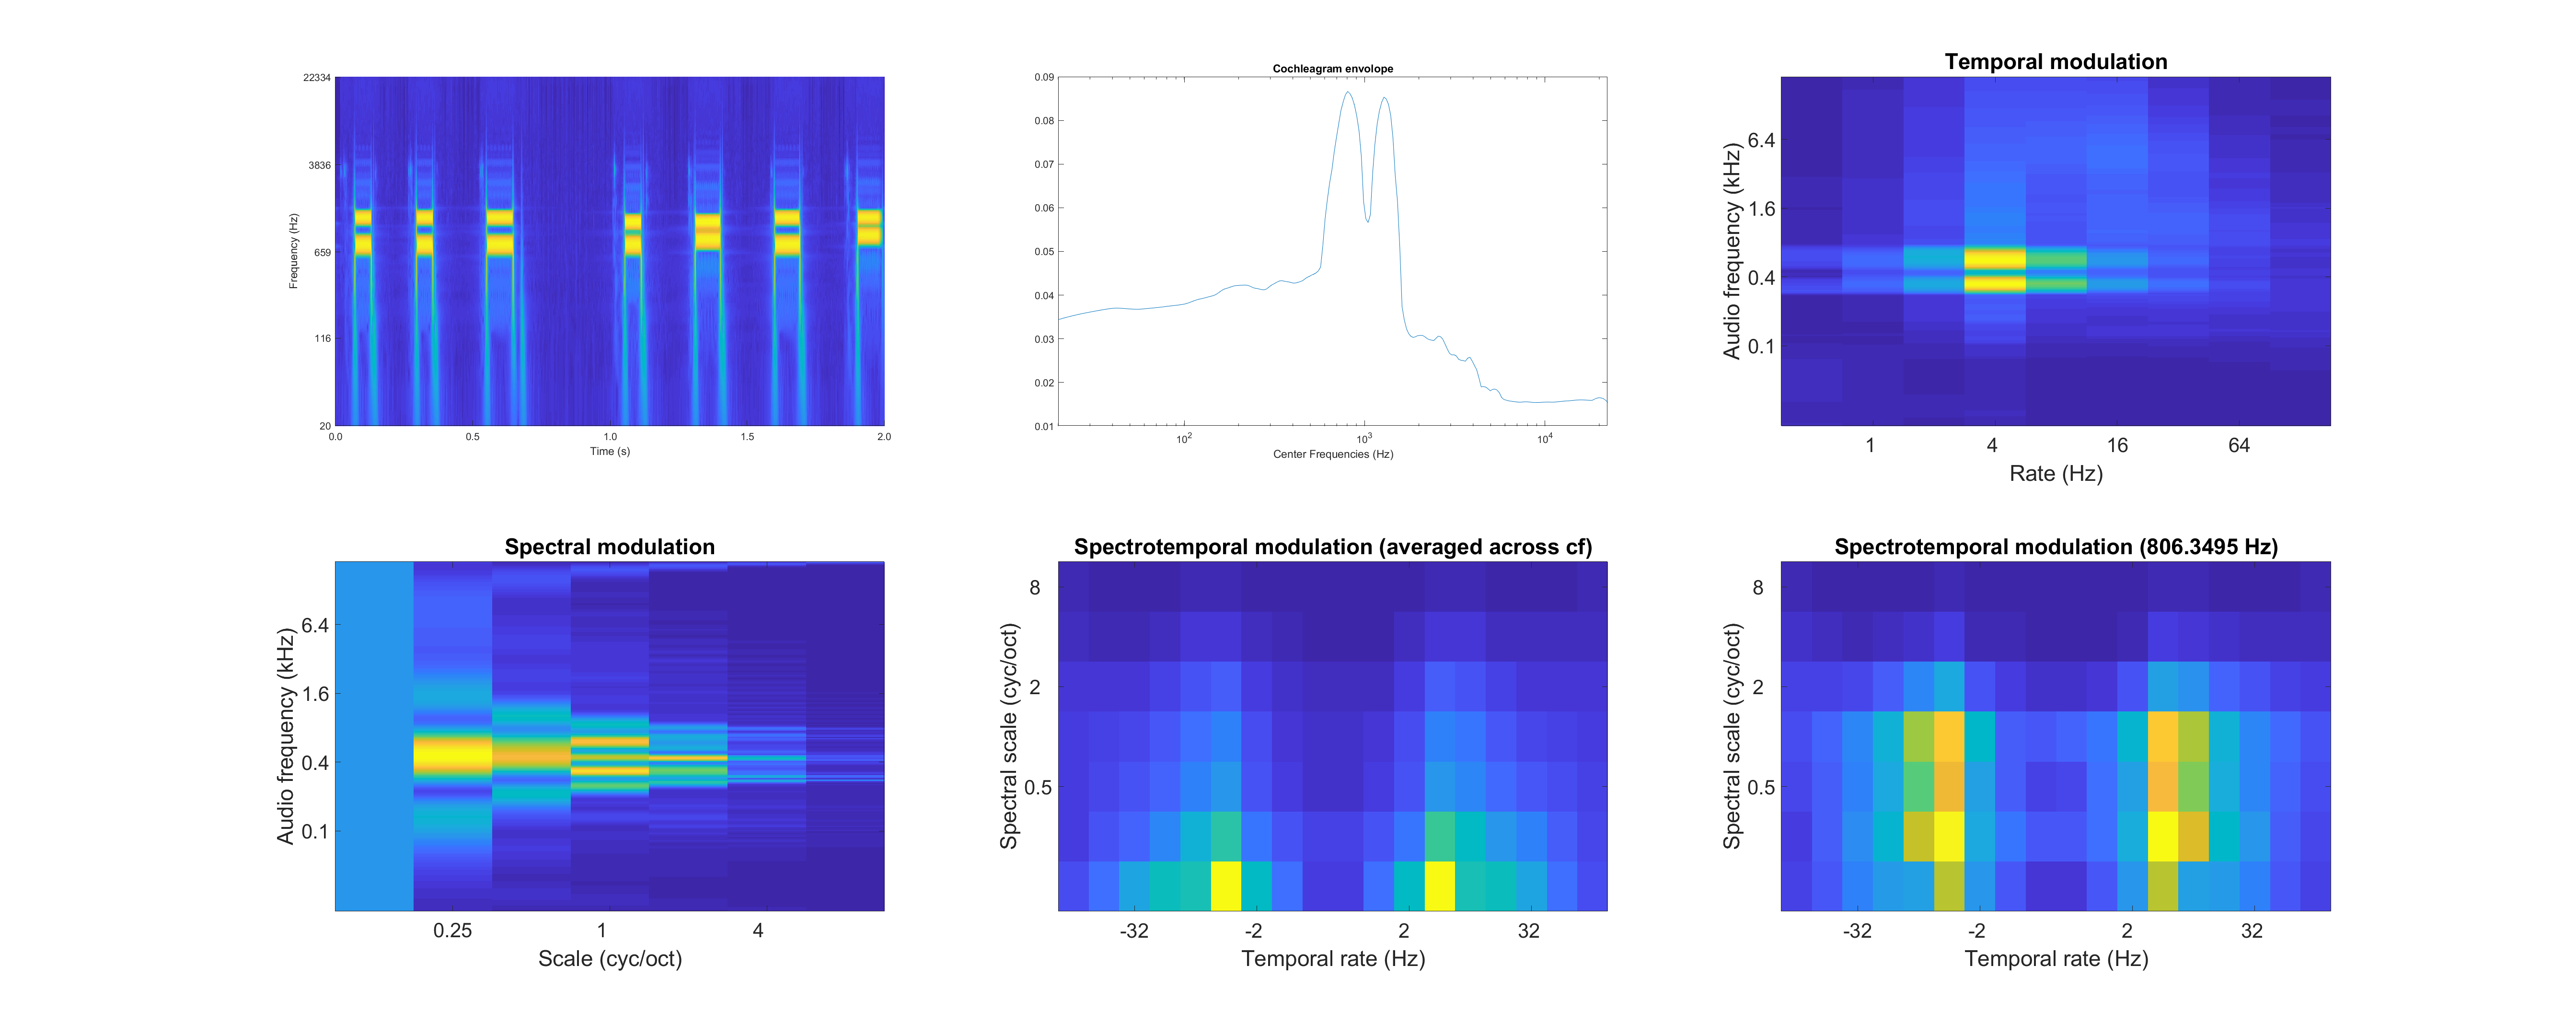 22334
3836
659
116
20
Frequency (Hz)
0.0 0.5 1.0 1.5 2.0
Time (s)
Cochleagram envolope
0.09
0.08
0.07
0.06
0.05
0.04
0.03
0.02
0.01
10^2 10^3 10^4
Center Frequencies (Hz)
Temporal modulation
6.4
1.6
0.4
0.1
Audio frequency (kHz)
1 4 16 64
Rate (Hz)
Spectral modulation
6.4
1.6
0.4
0.1
Audio frequency (kHz)
0.25 1 4
Scale (cyc/oct)
Spectrotemporal modulation (averaged across cf)
8
2
0.5
Spectral scale (cyc/oct)
-32 -2 2 32
Temporal rate (Hz)
Spectrotemporal modulation (806.3495 Hz)
8
2
0.5
Spectral scale (cyc/oct)
-32 -2 2 32
Temporal rate (Hz)